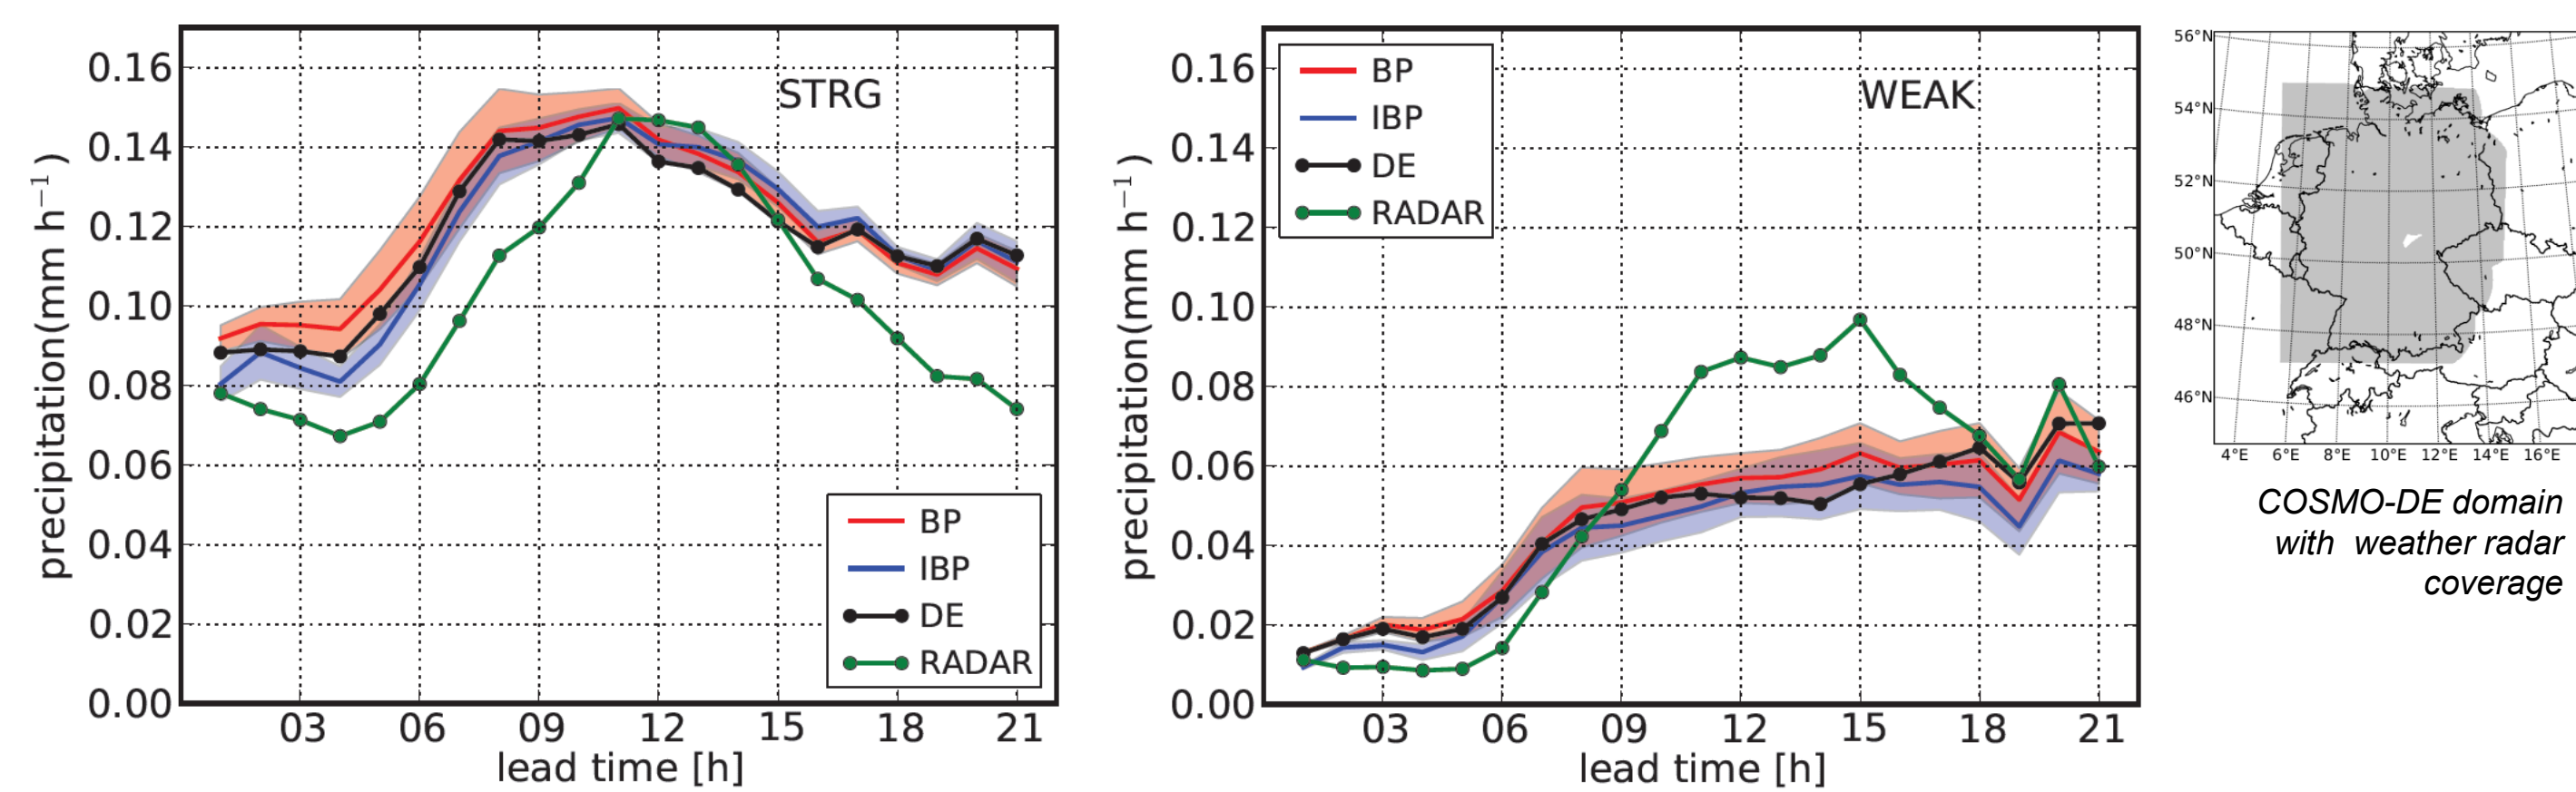 precipitation(mm h⁻¹)
0.16
0.14
0.12
0.10
0.08
0.06
0.04
0.02
0.00
STRG
BP
IBP
DE
RADAR
03 06 09 12 15 18 21
lead time [h]
precipitation(mm h⁻¹)
0.16
0.14
0.12
0.10
0.08
0.06
0.04
0.02
0.00
BP
IBP
DE
RADAR
WEAK
03 06 09 12 15 18 21
lead time [h]
56°N
54°N
52°N
50°N
48°N
46°N
4°E 6°E 8°E 10°E 12°E 14°E 16°E
COSMO-DE domain
with weather radar
coverage